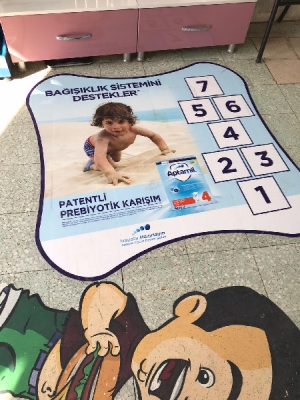 BAĞIŞIKLIK SİSTEMİNİ
DESTEKLER*
7
5 6
4
2 3
1
Aptamil
4
PATENTLİ
PREBİYOTİK KARIŞIM